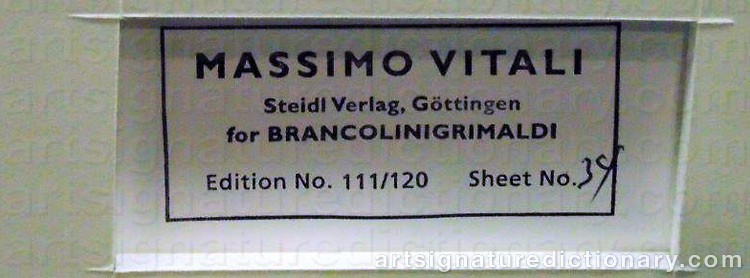 MASSIMO VITALI
Steidl Verlag, Göttingen
for BRANCOLINIGRIMALDI
Edition No. 111/120 Sheet No.
artsignaturedictionary.com